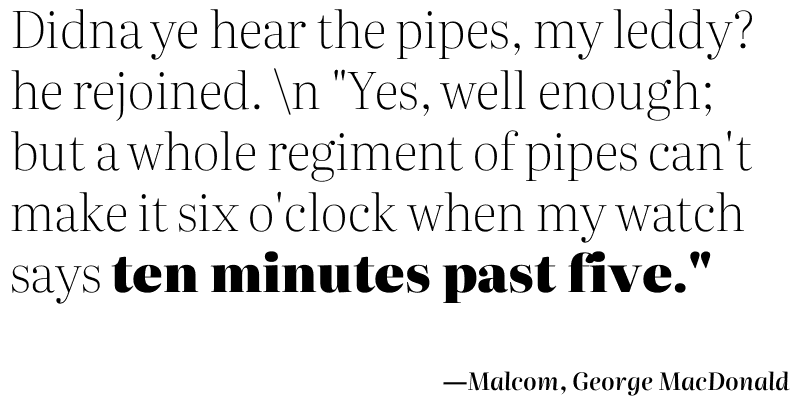 Didna ye hear the pipes, my leddy?
he rejoined. \n "Yes, well enough;
but a whole regiment of pipes can't
make it six o'clock when my watch
says ten minutes past five."
—Malcom, George MacDonald